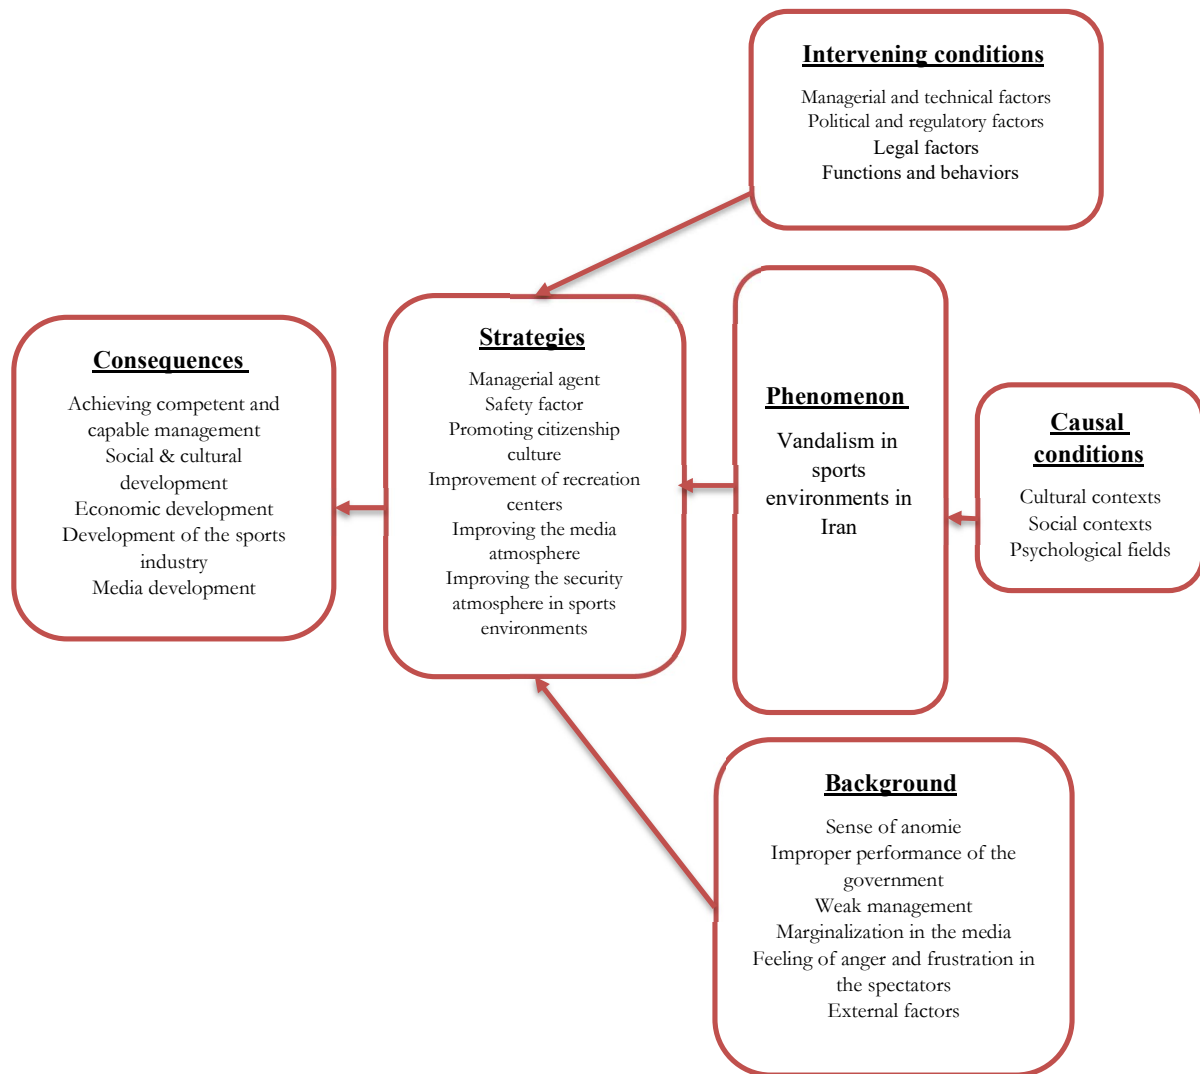 Intervening conditions
Managerial and technical factors
Political and regulatory factors
Legal factors
Functions and behaviors
Consequences
Achieving competent and
capable management
Social & cultural
development
Economic development
Development of the sports
industry
Media development
Strategies
Managerial agent
Safety factor
Promoting citizenship
culture
Improvement of recreation
centers
Improving the media
atmosphere
Improving the security
atmosphere in sports
environments
Phenomenon
Vandalism in
sports
environments in
Iran
Causal
conditions
Cultural contexts
Social contexts
Psychological fields
Background
Sense of anomie
Improper performance of the
government
Weak management
Marginalization in the media
Feeling of anger and frustration in
the spectators
External factors